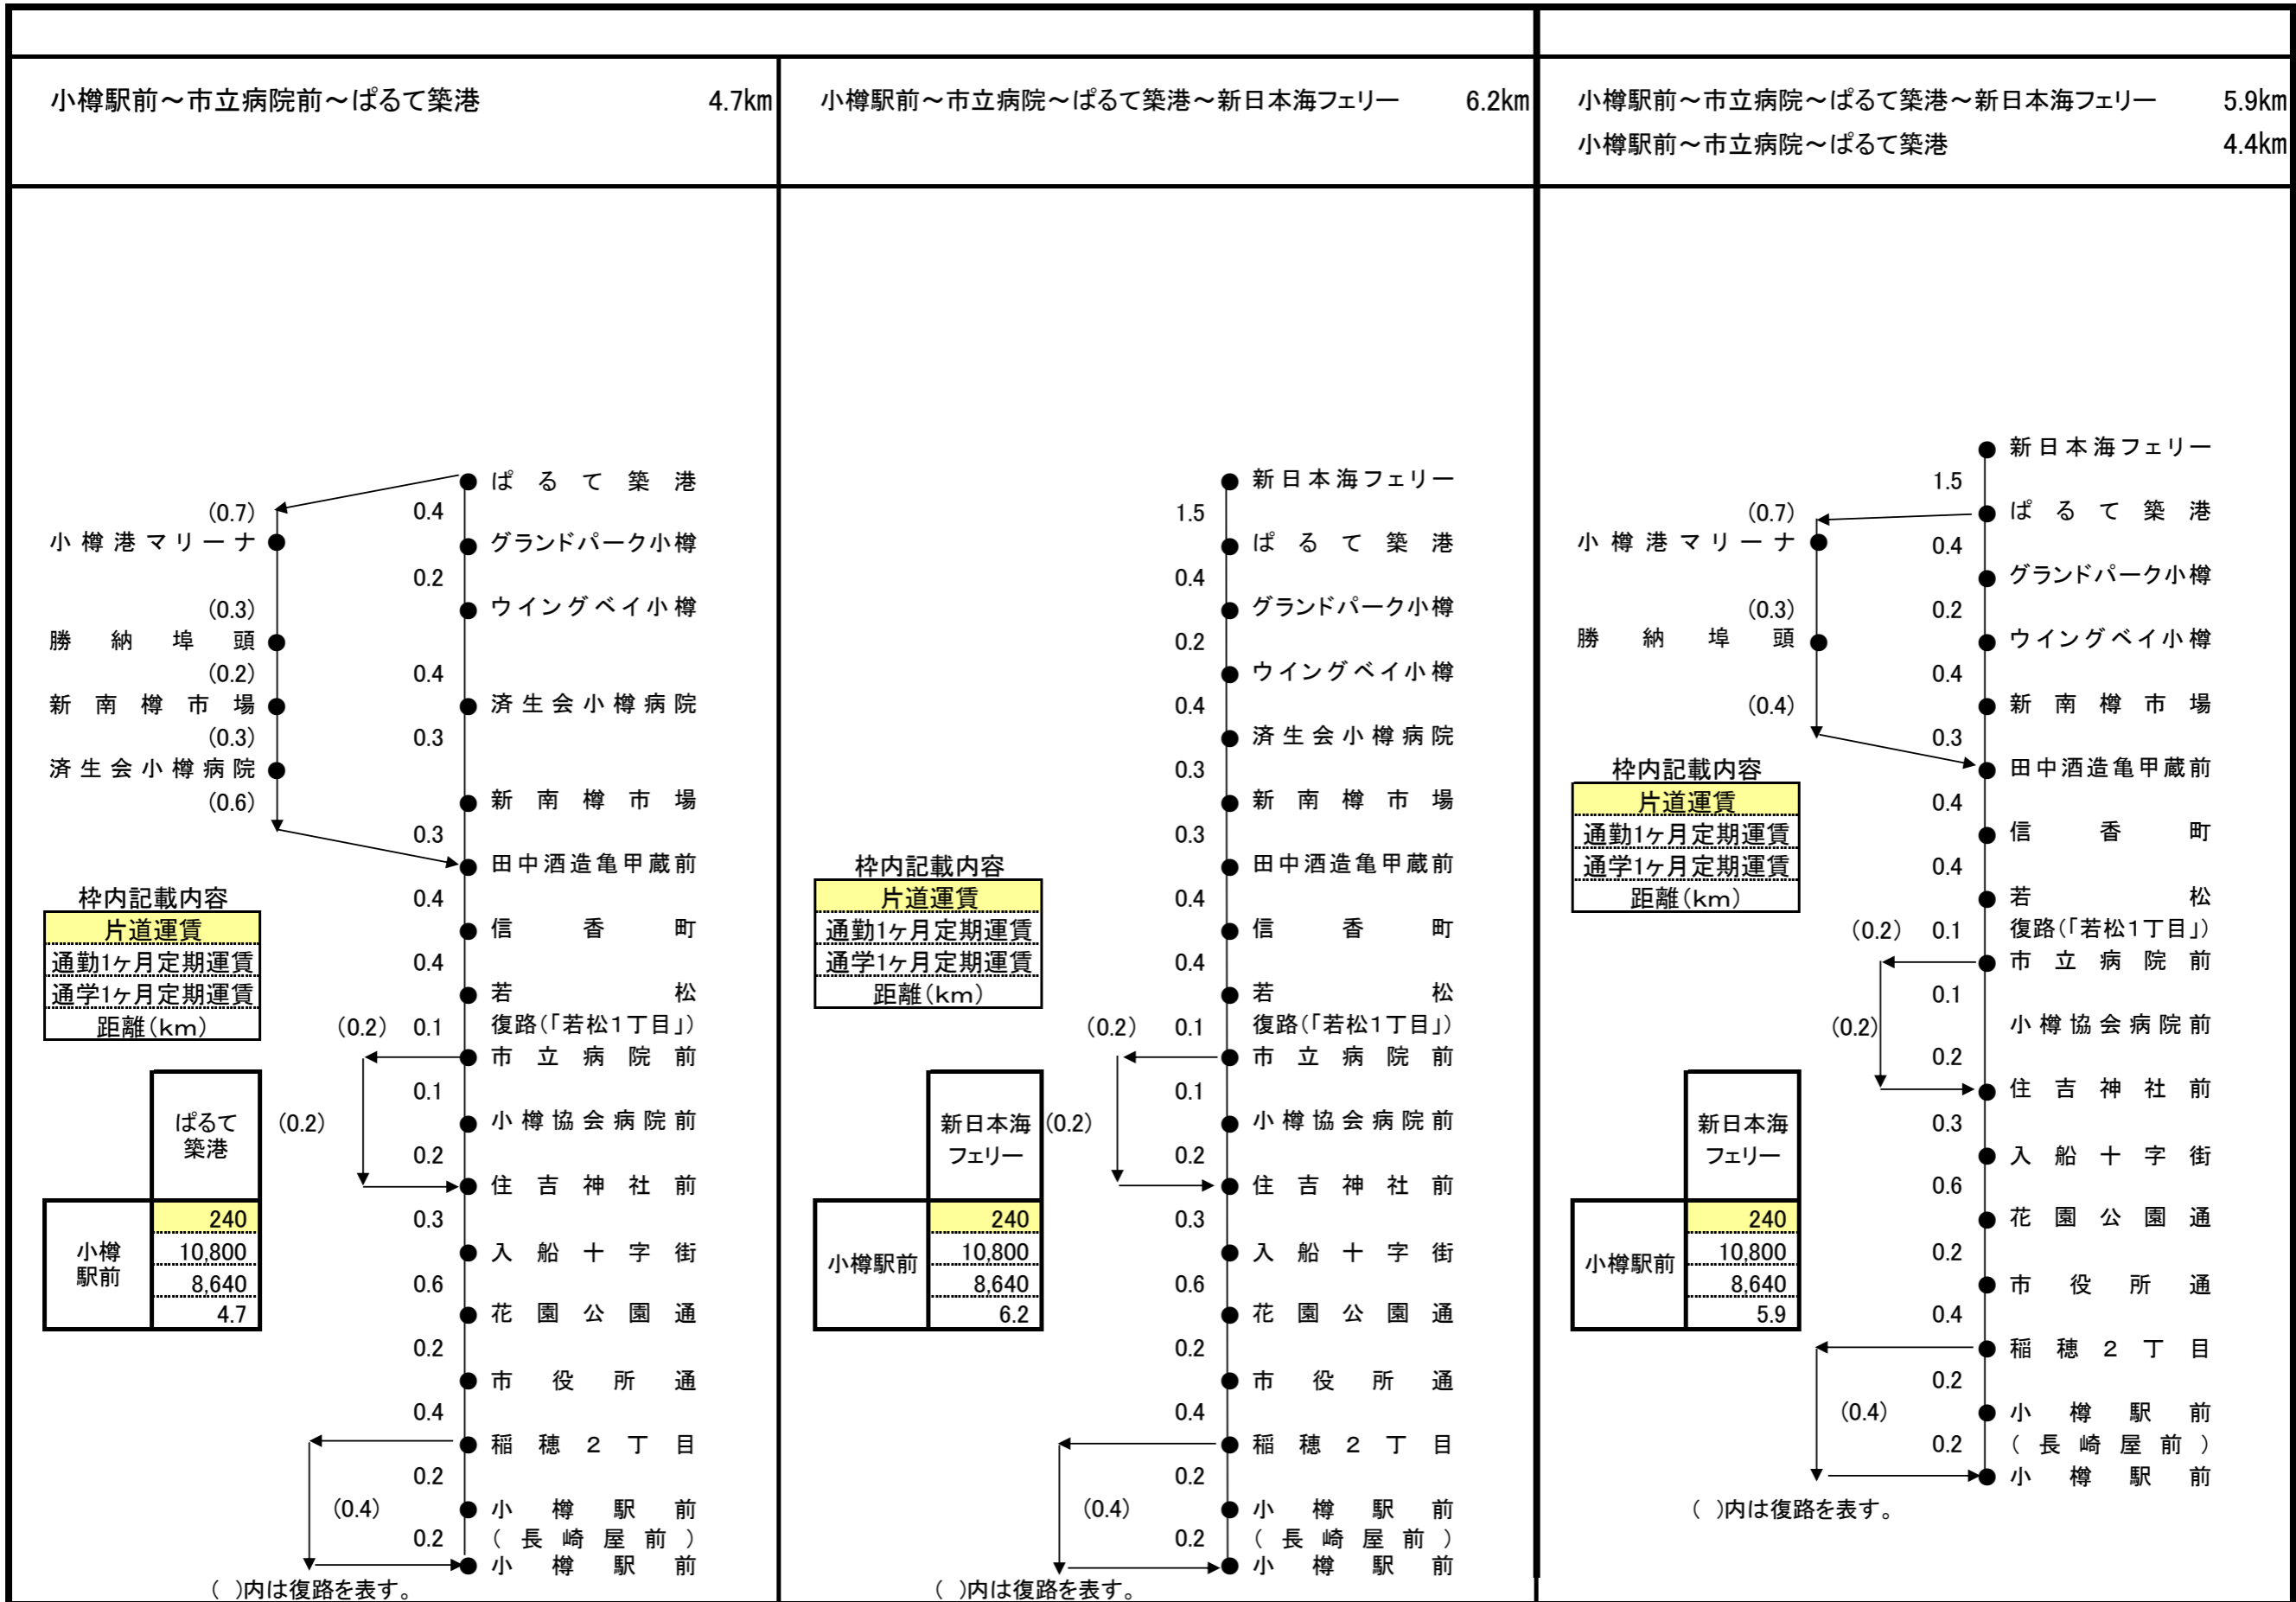 小樽駅前～市立病院前～ぱるて築港 4.7km
ぱるて築港
(0.7) 0.4
小樽港マリーナ グランドパーク小樽
0.2
(0.3) ウイングベイ小樽
勝納埠頭
(0.2) 0.4
新南樽市場 済生会小樽病院
(0.3) 0.3
済生会小樽病院
(0.6) 新南樽市場
0.3
田中酒造亀甲蔵前
枠内記載内容 0.4
片道運賃 信香町
通勤1ヶ月定期運賃 0.4
通学1ヶ月定期運賃 若松
距離(km) (0.2) 0.1 復路(「若松1丁目」)
市立病院前
0.1
ぱるて
築港 (0.2) 小樽協会病院前
0.2
住吉神社前
240 0.3
小樽
駅前 10,800 入船十字街
8,640 0.6
4.7 花園公園通
0.2
市役所通
0.4
稲穂2丁目
0.2
(0.4) 小樽駅前
0.2 (長崎屋前)
小樽駅前
( )内は復路を表す。
小樽駅前～市立病院～ぱるて築港～新日本海フェリー 6.2km
新日本海フェリー
1.5
ぱるて築港
0.4
グランドパーク小樽
0.2
ウイングベイ小樽
0.4
済生会小樽病院
0.3
新南樽市場
0.3
枠内記載内容 田中酒造亀甲蔵前
片道運賃 0.4
通勤1ヶ月定期運賃 信香町
通学1ヶ月定期運賃 0.4
距離(km) 若松
(0.2) 0.1 復路(「若松1丁目」)
市立病院前
0.1
新日本海
フェリー (0.2) 小樽協会病院前
0.2
住吉神社前
240 0.3
小樽駅前 10,800 入船十字街
8,640 0.6
6.2 花園公園通
0.2
市役所通
0.4
稲穂2丁目
0.2
(0.4) 小樽駅前
0.2 (長崎屋前)
小樽駅前
( )内は復路を表す。
小樽駅前～市立病院～ぱるて築港～新日本海フェリー 5.9km
小樽駅前～市立病院～ぱるて築港 4.4km
新日本海フェリー
1.5
(0.7) ぱるて築港
小樽港マリーナ 0.4
グランドパーク小樽
(0.3) 0.2
勝納埠頭 ウイングベイ小樽
0.4
(0.4) 新南樽市場
0.3
枠内記載内容 田中酒造亀甲蔵前
片道運賃 0.4
通勤1ヶ月定期運賃 信香町
通学1ヶ月定期運賃 0.4
距離(km) 若松
(0.2) 0.1 復路(「若松1丁目」)
市立病院前
0.1
(0.2) 小樽協会病院前
0.2
住吉神社前
新日本海
フェリー 0.3
入船十字街
240 0.6
花園公園通
小樽駅前 10,800 0.2
8,640 市役所通
5.9 0.4
稲穂2丁目
0.2
(0.4) 小樽駅前
0.2 (長崎屋前)
小樽駅前
( )内は復路を表す。